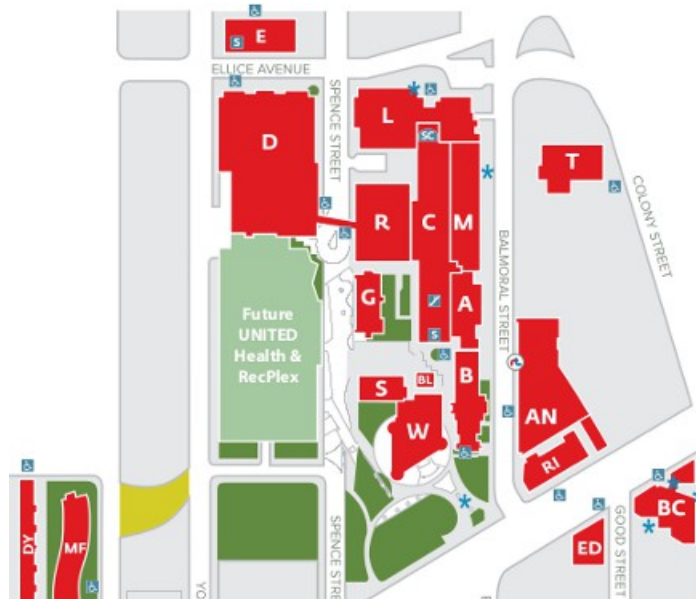 E
S
ELLICE AVENUE
D
SPENCE STREET
L
SC
T
R
C
M
COLONY STREET
BALMORAL STREET
G
A
Future
UNITED
Health &
RecPlex
S
B
S
BL
W
AN
RI
DY
MF
SPENCE STRE
YO
BC
ED
GOOD STREET